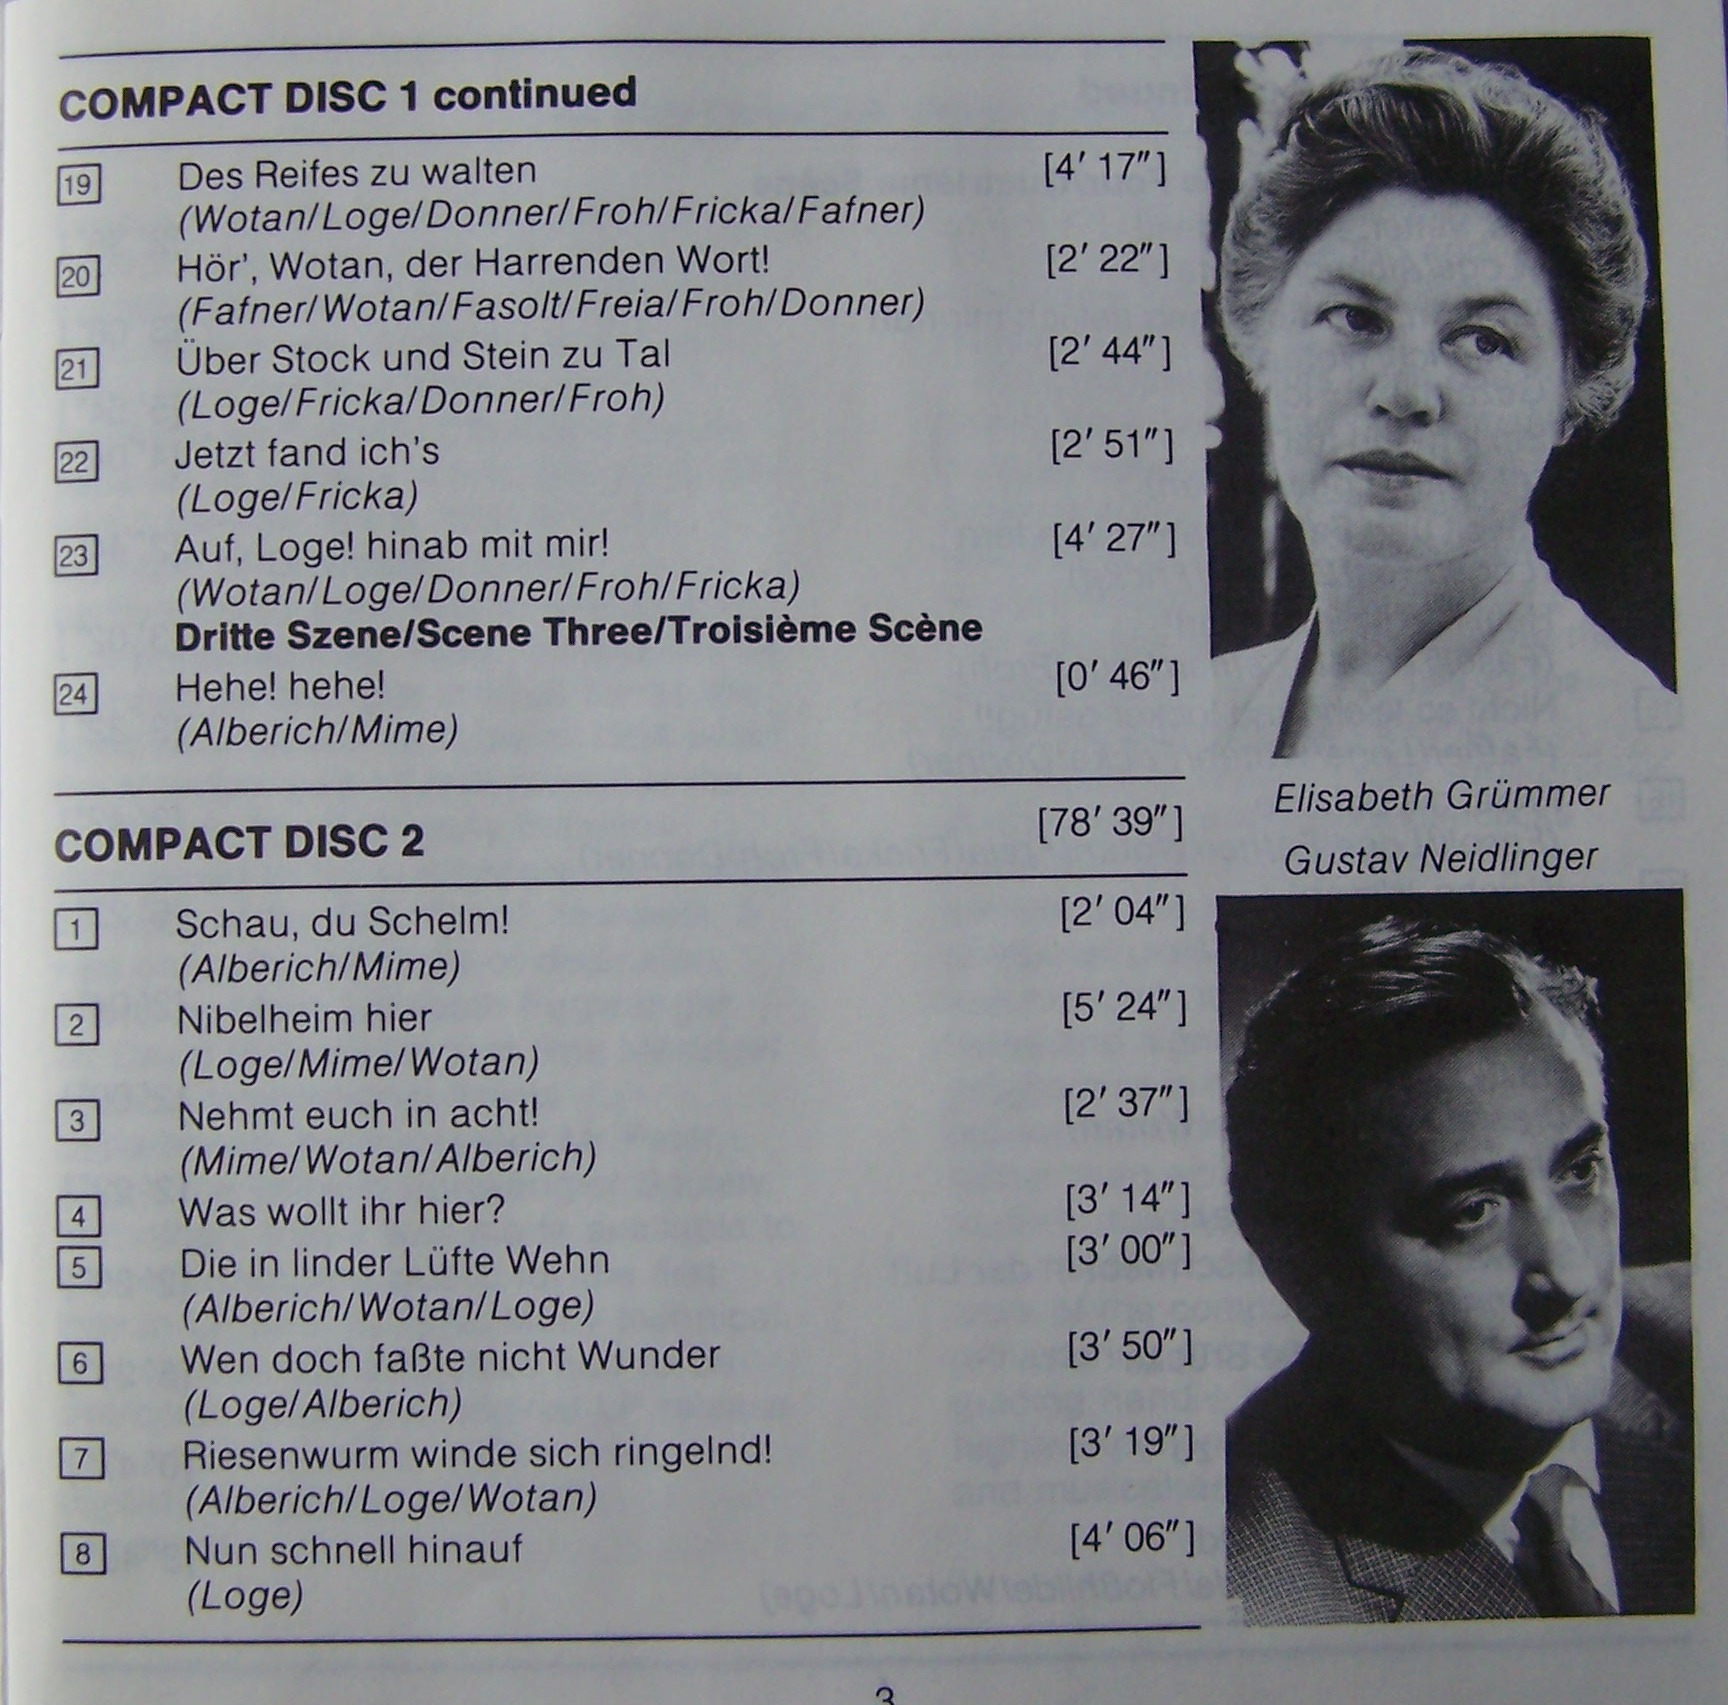 COMPACT DISC 1 continued
19 Des Reifes zu walten [4′ 17″]
(Wotan/Loge/Donner/Froh/Fricka/Fafner)
20 Hör', Wotan, der Harrenden Wort! [2′ 22″]
(Fafner/Wotan/Fasolt/Freia/Froh/Donner)
21 Über Stock und Stein zu Tal [2′ 44″]
(Loge/Fricka/Donner/Froh)
22 Jetzt fand ich's [2′ 51″]
(Loge/Fricka)
23 Auf, Loge! hinab mit mir! [4′ 27″]
(Wotan/Loge/Donner/Froh/Fricka)
Dritte Szene/Scene Three/Troisième Scène
24 Hehe! hehe! [0′ 46″]
(Alberich/Mime)
COMPACT DISC 2 [78′ 39″]
1 Schau, du Schelm! [2′ 04″]
(Alberich/Mime)
2 Nibelheim hier [5′ 24″]
(Loge/Mime/Wotan)
3 Nehmt euch in acht! [2′ 37″]
(Mime/Wotan/Alberich)
4 Was wollt ihr hier? [3′ 14″]
5 Die in linder Lüfte Wehn [3′ 00″]
(Alberich/Wotan/Loge)
6 Wen doch faßte nicht Wunder [3′ 50″]
(Loge/Alberich)
7 Riesenwurm winde sich ringelnd! [3′ 19″]
(Alberich/Loge/Wotan)
8 Nun schnell hinauf [4′ 06″]
(Loge)
Elisabeth Grümmer
Gustav Neidlinger
3